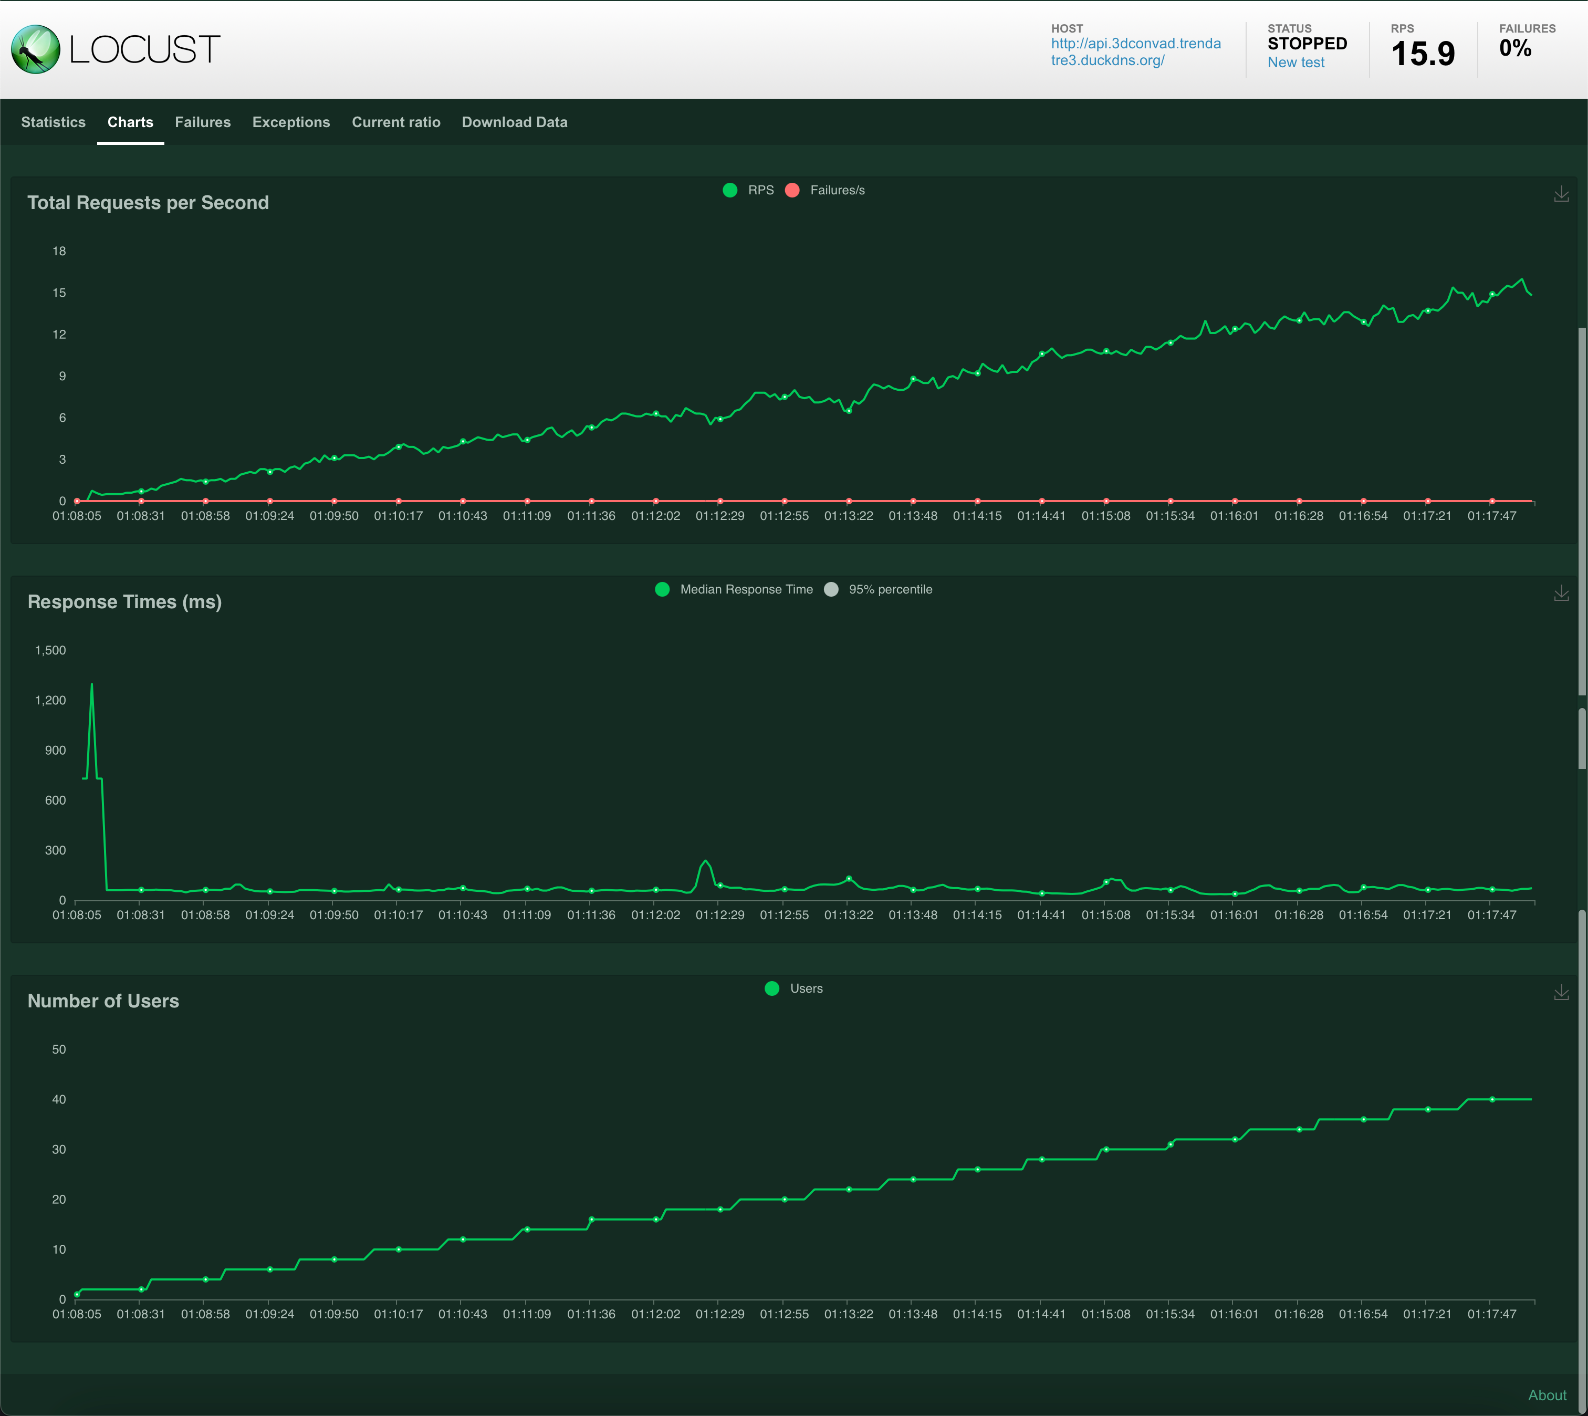 LOCUST
HOST
http://api.3dconvad.trenda
tre3.duckdns.org/
STATUS
STOPPED
New test
RPS
15.9
FAILURES
0%
Statistics Charts Failures Exceptions Current ratio Download Data
Total Requests per Second
RPS Failures/s
18
15
12
9
6
3
0
01:08:05 01:08:31 01:08:58 01:09:24 01:09:50 01:10:17 01:10:43 01:11:09 01:11:36 01:12:02 01:12:29 01:12:55 01:13:22 01:13:48 01:14:15 01:14:41 01:15:08 01:15:34 01:16:01 01:16:28 01:16:54 01:17:21 01:17:47
Response Times (ms)
Median Response Time 95% percentile
1,500
1,200
900
600
300
0
01:08:05 01:08:31 01:08:58 01:09:24 01:09:50 01:10:17 01:10:43 01:11:09 01:11:36 01:12:02 01:12:29 01:12:55 01:13:22 01:13:48 01:14:15 01:14:41 01:15:08 01:15:34 01:16:01 01:16:28 01:16:54 01:17:21 01:17:47
Number of Users
Users
50
40
30
20
10
0
01:08:05 01:08:31 01:08:58 01:09:24 01:09:50 01:10:17 01:10:43 01:11:09 01:11:36 01:12:02 01:12:29 01:12:55 01:13:22 01:13:48 01:14:15 01:14:41 01:15:08 01:15:34 01:16:01 01:16:28 01:16:54 01:17:21 01:17:47
About